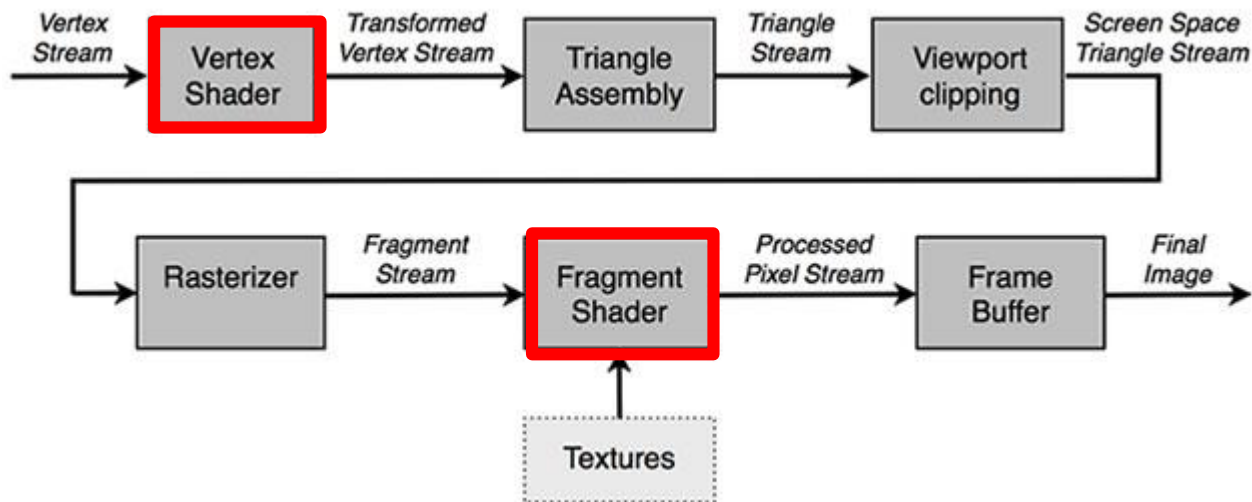 Vertex
Stream
Vertex
Shader
Transformed
Vertex Stream
Triangle
Assembly
Triangle
Stream
Viewport
clipping
Screen Space
Triangle Stream
Rasterizer
Fragment
Stream
Fragment
Shader
Processed
Pixel Stream
Frame
Buffer
Final
Image
Textures